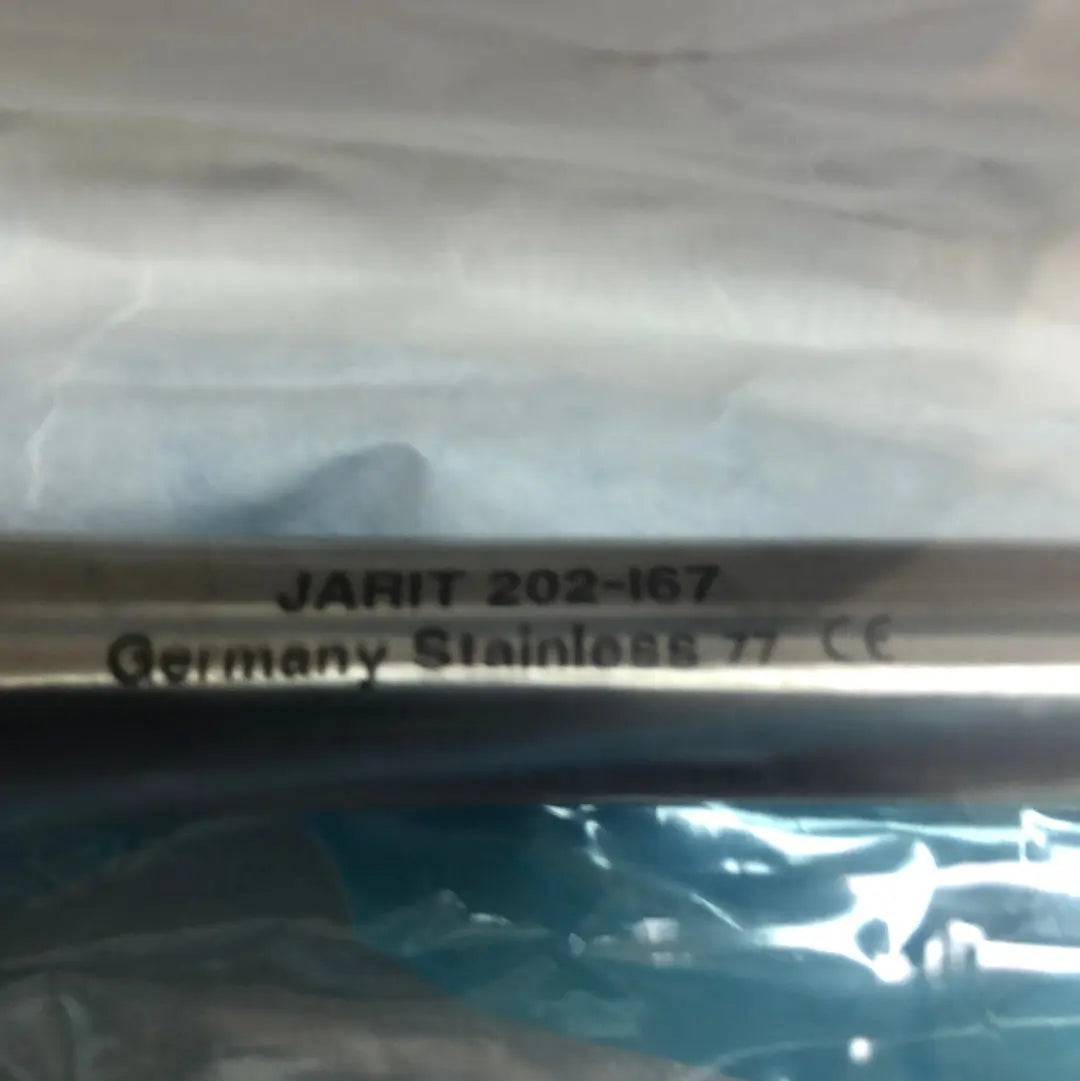 JARIT 202-167
Germany Stainless 77 CE